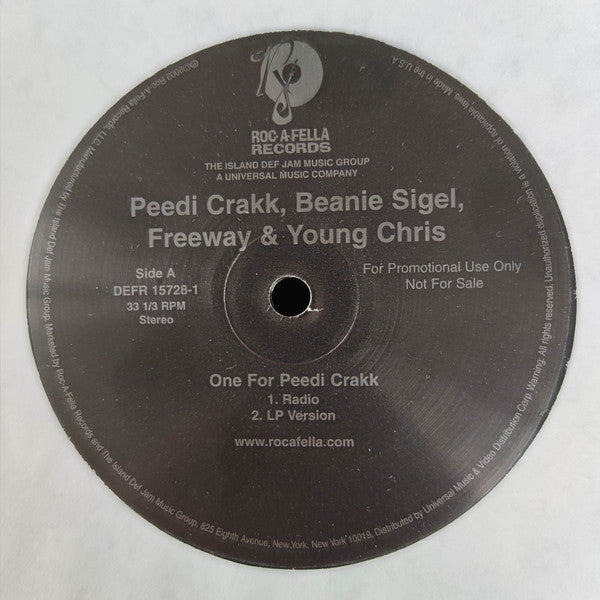 ROC-A-FELLA
RECORDS
THE ISLAND DEF JAM MUSIC GROUP
A UNIVERSAL MUSIC COMPANY
Peedi Crakk, Beanie Sigel,
Freeway & Young Chris
Side A
DEFR 15728-1
33 1/3 RPM
Stereo
For Promotional Use Only
Not For Sale
One For Peedi Crakk
1. Radio
2. LP Version
www.rocafella.com
℗©2002 Roc-A-Fella Records, LLC. Manufactured by The Island Def Jam Music Group. Marketed by Roc-A-Fella Records and The Island Def Jam Music Group, 825 Eighth Avenue, New York, New York 10019. Distributed by Universal Music & Video Distribution Corp. Warning: All rights reserved. Unauthorized duplication is a violation of applicable laws. Made in the U.S.A.